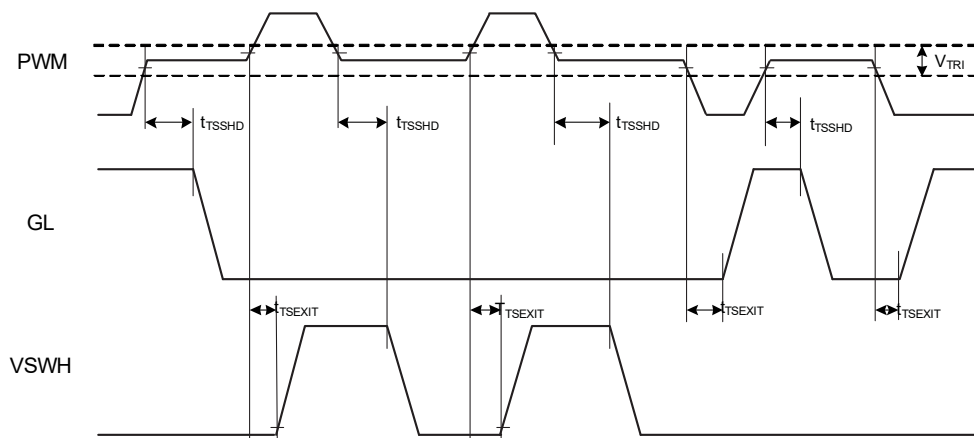 PWM
VTRI
tTSSHD
tTSSHD
tTSSHD
tTSSHD
GL
tTSEXIT
TTSEXIT
tTSEXIT
tTSEXIT
VSWH